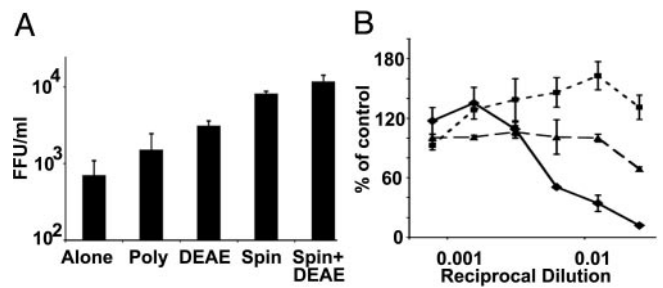 A
B
FFU/ml
10^4
10^3
10^2
Alone Poly DEAE Spin Spin+
DEAE
% of control
180
120
60
0
0.001 0.01
Reciprocal Dilution